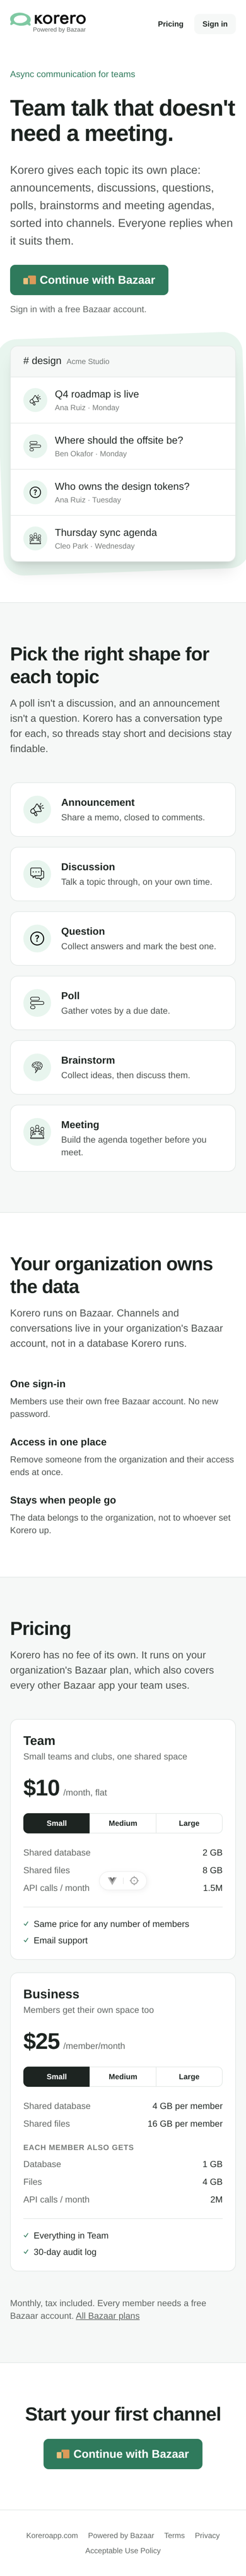 korero
Powered by Bazaar
Pricing
Sign in
Async communication for teams
Team talk that doesn't
need a meeting.
Korero gives each topic its own place:
announcements, discussions, questions,
polls, brainstorms and meeting agendas,
sorted into channels. Everyone replies when
it suits them.
Continue with Bazaar
Sign in with a free Bazaar account.
# design Acme Studio
Q4 roadmap is live
Ana Ruiz · Monday
Where should the offsite be?
Ben Okafor · Monday
Who owns the design tokens?
Ana Ruiz · Tuesday
Thursday sync agenda
Cleo Park · Wednesday
Pick the right shape for
each topic
A poll isn't a discussion, and an announcement
isn't a question. Korero has a conversation type
for each, so threads stay short and decisions stay
findable.
Announcement
Share a memo, closed to comments.
Discussion
Talk a topic through, on your own time.
Question
Collect answers and mark the best one.
Poll
Gather votes by a due date.
Brainstorm
Collect ideas, then discuss them.
Meeting
Build the agenda together before you
meet.
Your organization owns
the data
Korero runs on Bazaar. Channels and
conversations live in your organization's Bazaar
account, not in a database Korero runs.
One sign-in
Members use their own free Bazaar account. No new
password.
Access in one place
Remove someone from the organization and their access
ends at once.
Stays when people go
The data belongs to the organization, not to whoever set
Korero up.
Pricing
Korero has no fee of its own. It runs on your
organization's Bazaar plan, which also covers
every other Bazaar app your team uses.
Team
Small teams and clubs, one shared space
$10 /month, flat
Small Medium Large
Shared database 2 GB
Shared files 8 GB
API calls / month 1.5M
✓ Same price for any number of members
✓ Email support
Business
Members get their own space too
$25 /member/month
Small Medium Large
Shared database 4 GB per member
Shared files 16 GB per member
EACH MEMBER ALSO GETS
Database 1 GB
Files 4 GB
API calls / month 2M
✓ Everything in Team
✓ 30-day audit log
Monthly, tax included. Every member needs a free
Bazaar account. All Bazaar plans
Start your first channel
Continue with Bazaar
Koreroapp.com Powered by Bazaar Terms Privacy
Acceptable Use Policy